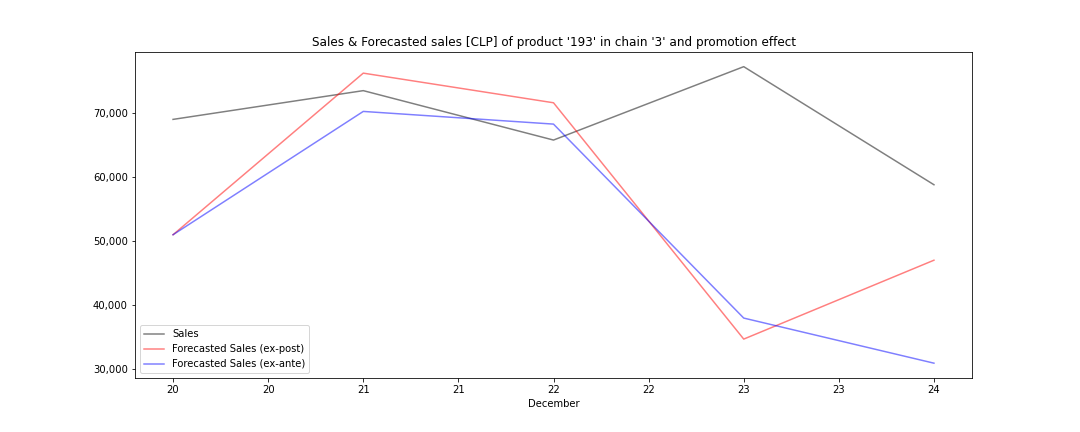 Sales & Forecasted sales [CLP] of product '193' in chain '3' and promotion effect
70,000
60,000
50,000
40,000
30,000
Sales
Forecasted Sales (ex-post)
Forecasted Sales (ex-ante)
20 20 21 21 22 22 23 23 24
December